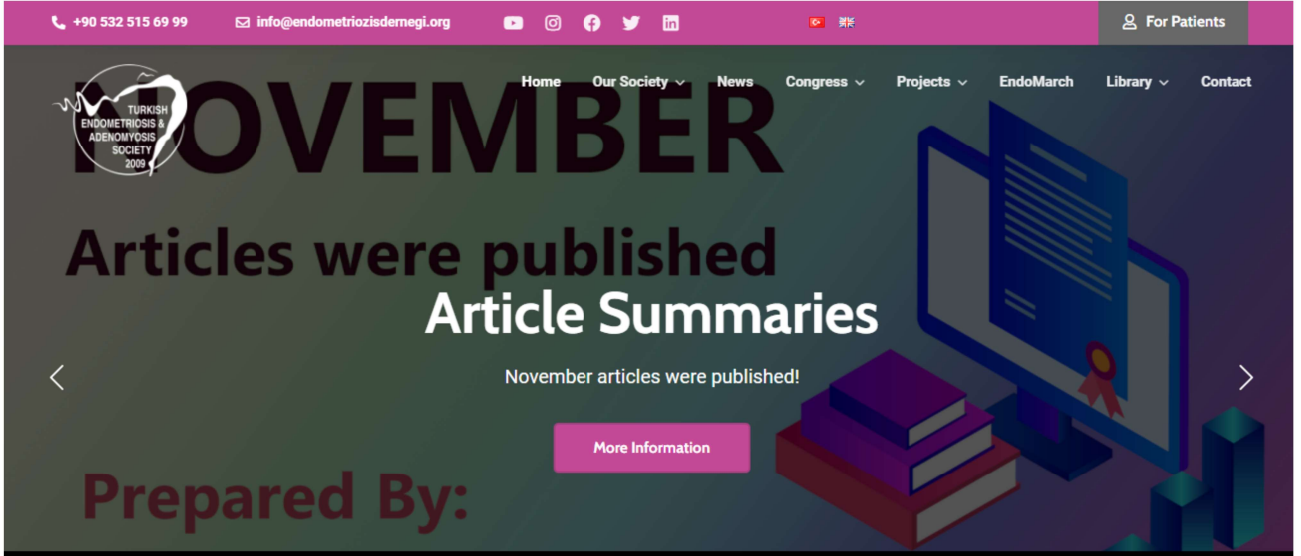 +90 532 515 69 99 info@endometriozisdernegi.org For Patients
Home Our Society News Congress Projects EndoMarch Library Contact
TURKISH
ENDOMETRIOSIS &
ADENOMYOSIS
SOCIETY
2009
NOVEMBER
Articles were published
Article Summaries
November articles were published!
More Information
Prepared By: